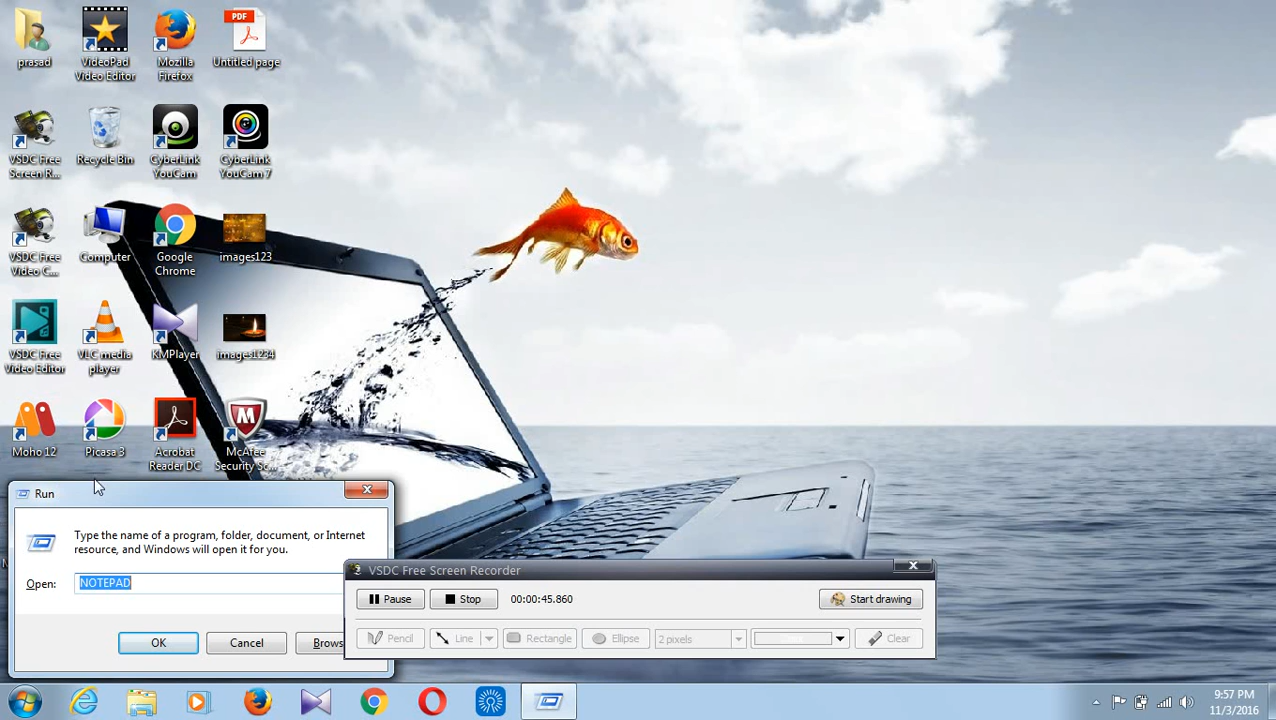 prasad
VideoPad
Video Editor
Mozilla
Firefox
PDF
Untitled page
VSDC Free
Screen R...
Recycle Bin
CyberLink
YouCam
CyberLink
YouCam 7
VSDC Free
Video C...
Computer
Google
Chrome
images123
VSDC Free
Video Editor
VLC media
player
KMPlayer
images1234
Moho 12
Picasa 3
Acrobat
Reader DC
McAfee
Security Sc...
Run
Type the name of a program, folder, document, or Internet
resource, and Windows will open it for you.
Open:
NOTEPAD
OK
Cancel
Brows
VSDC Free Screen Recorder
Pause
Stop
00:00:45.860
Start drawing
Pencil
Line
Rectangle
Ellipse
2 pixels
Clear
9:57 PM
11/3/2016